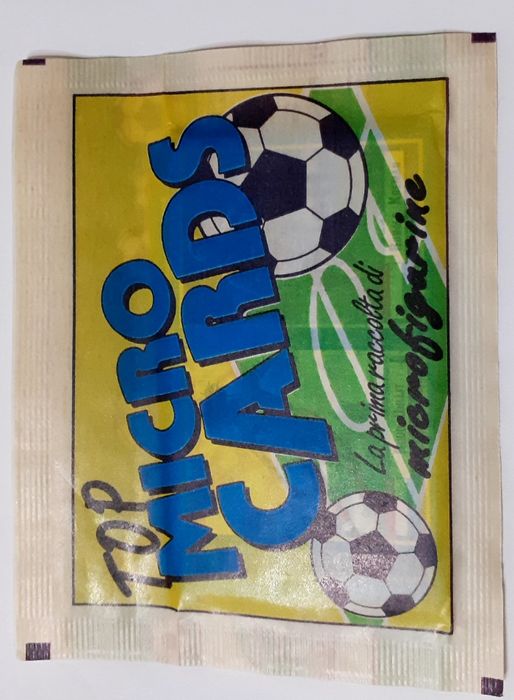 TOP
MICRO
CARDS
La prima raccolta di
microfigurine